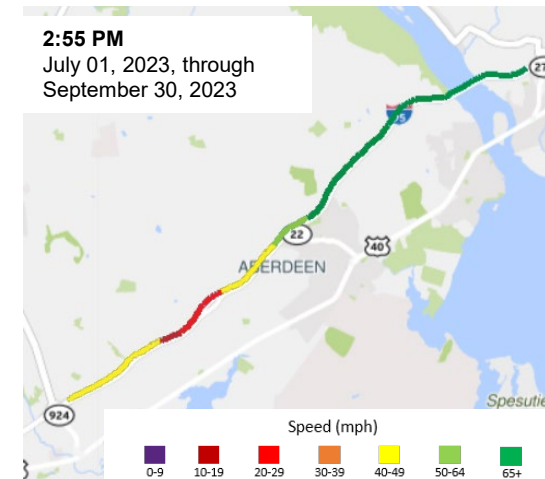 2:55 PM
July 01, 2023, through
September 30, 2023
27
95
22
40
ABERDEEN
Spesutie
924
Speed (mph)
0-9 10-19 20-29 30-39 40-49 50-64 65+